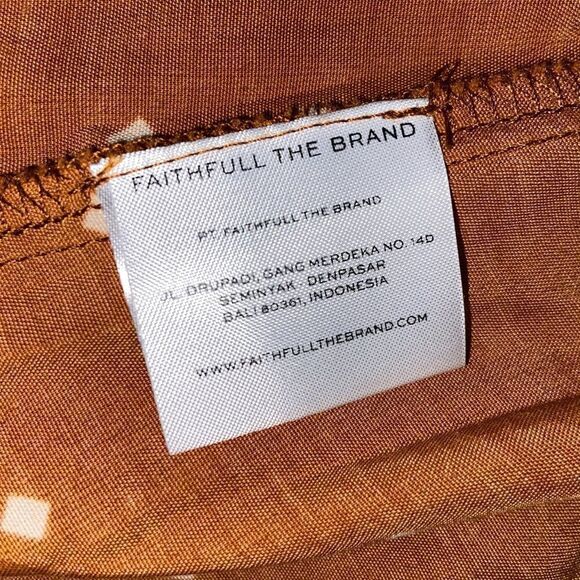 FAITHFULL THE BRAND
PT. FAITHFULL THE BRAND
JL. DRUPADI, GANG MERDEKA NO. 14D
SEMINYAK - DENPASAR
BALI 80361, INDONESIA
WWW.FAITHFULLTHEBRAND.COM